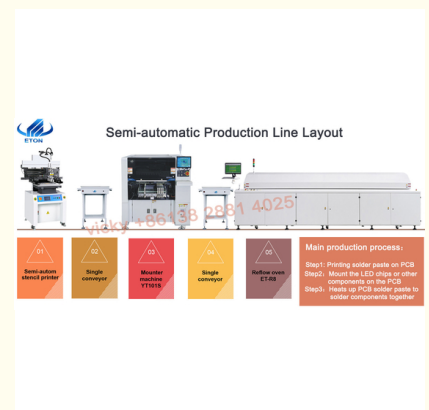 ETON
Semi-automatic Production Line Layout
vicky +86138 2881 4025
01
Semi-autom
stencil printer
02
Single
conveyor
03
Mounter
machine
YT101S
04
Single
conveyor
05
Reflow oven
ET-R8
Main production process:
Step1: Printing solder paste on PCB
Step2: Mount the LED chips or other
components on the PCB
Step3: Heats up PCB solder paste to
solder components together